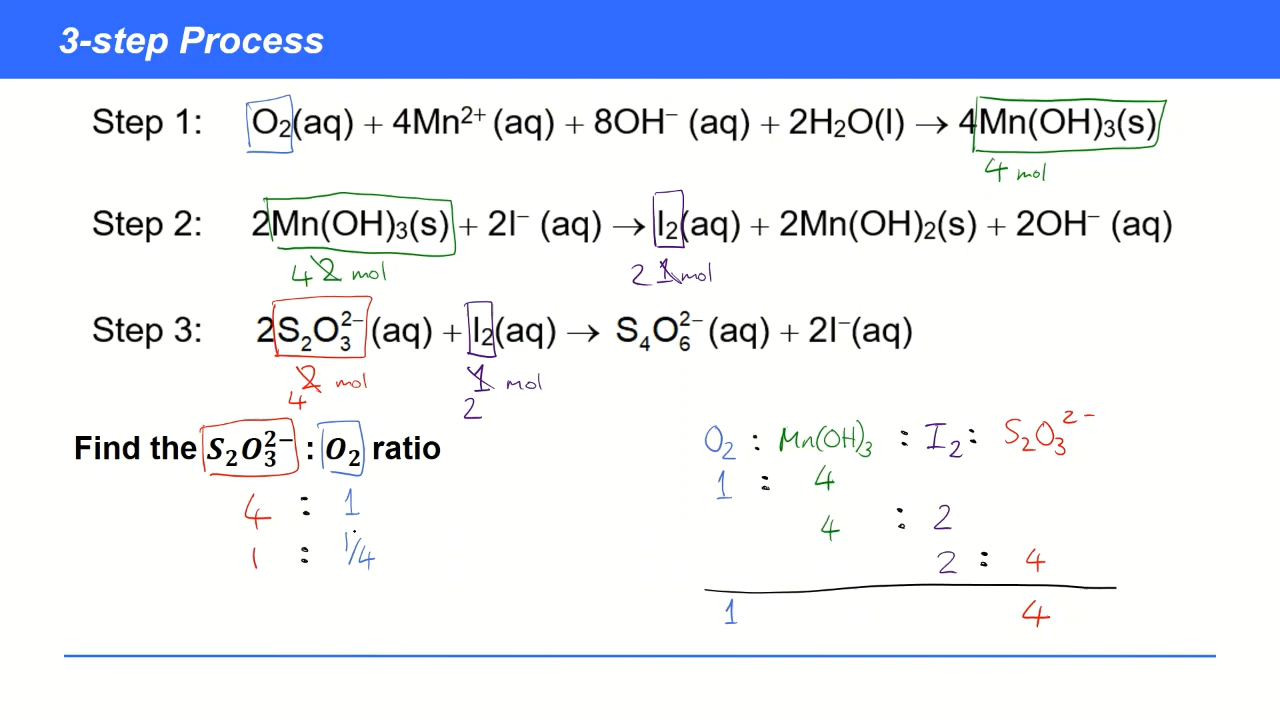 3-step Process
Step 1: O₂(aq) + 4Mn²⁺ (aq) + 8OH⁻ (aq) + 2H₂O(l) → 4Mn(OH)₃(s)
4 mol
Step 2: 2Mn(OH)₃(s) + 2I⁻ (aq) → I₂(aq) + 2Mn(OH)₂(s) + 2OH⁻ (aq)
4 2 mol 2 1 mol
Step 3: 2S₂O₃²⁻ (aq) + I₂(aq) → S₄O₆²⁻ (aq) + 2I⁻(aq)
2 mol 1 mol
4 2
Find the S₂O₃²⁻ : O₂ ratio
4 : 1
1 : 1/4
O₂ : Mn(OH)₃ : I₂ : S₂O₃²⁻
1 : 4
4 : 2
2 : 4
1 4